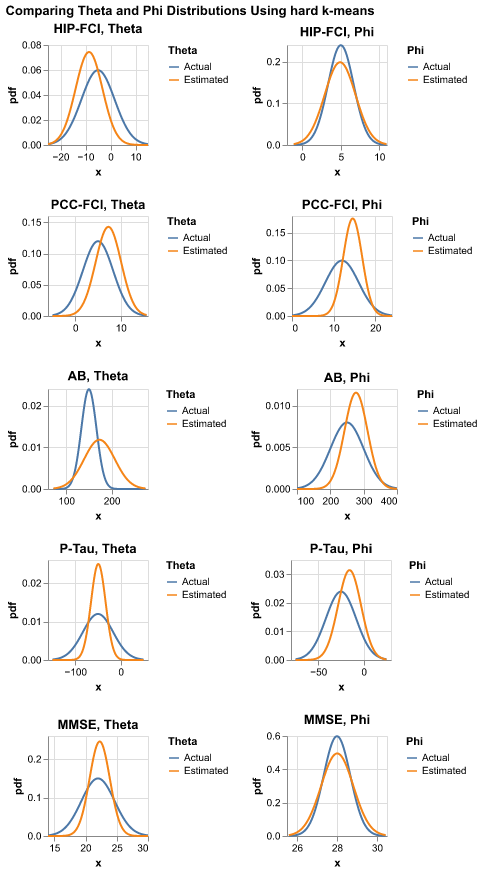 Comparing Theta and Phi Distributions Using hard k-means
HIP-FCI, Theta
0.08
0.06
0.04
0.02
0.00
pdf
−20 −10 0 10
x
Theta
Actual
Estimated
HIP-FCI, Phi
0.2
0.1
0.0
pdf
0 5 10
x
Phi
Actual
Estimated
PCC-FCI, Theta
0.15
0.10
0.05
0.00
pdf
0 10
x
Theta
Actual
Estimated
PCC-FCI, Phi
0.15
0.10
0.05
0.00
pdf
0 10 20
x
Phi
Actual
Estimated
AB, Theta
0.02
0.01
0.00
pdf
100 200
x
Theta
Actual
Estimated
AB, Phi
0.010
0.005
0.000
pdf
100 200 300 400
x
Phi
Actual
Estimated
P-Tau, Theta
0.02
0.01
0.00
pdf
−100 0
x
Theta
Actual
Estimated
P-Tau, Phi
0.03
0.02
0.01
0.00
pdf
−50 0
x
Phi
Actual
Estimated
MMSE, Theta
0.2
0.1
0.0
pdf
15 20 25 30
x
Theta
Actual
Estimated
MMSE, Phi
0.6
0.4
0.2
0.0
pdf
26 28 30
x
Phi
Actual
Estimated